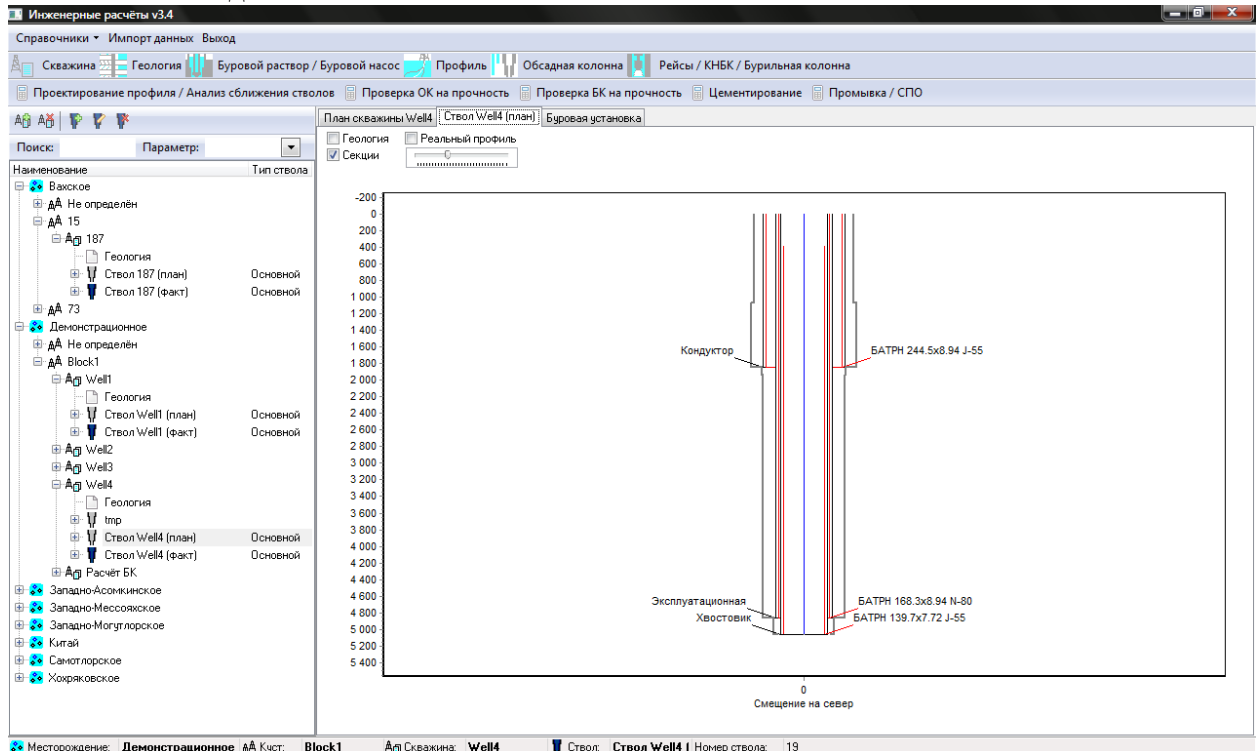 Инженерные расчёты v3.4
Справочники Импорт данных Выход
Скважина Геология Буровой раствор / Буровой насос Профиль Обсадная колонна Рейсы / КНБК / Бурильная колонна
Проектирование профиля / Анализ сближения стволов Проверка ОК на прочность Проверка БК на прочность Цементирование Промывка / СПО
План скважины Well4 Ствол Well4 (план) Буровая установка
Поиск: Параметр:
Геология Реальный профиль
Секции
Наименование Тип ствола
Вахское
Не определён
15
187
Геология
Ствол 187 (план) Основной
Ствол 187 (факт) Основной
73
Демонстрационное
Не определён
Block1
Well1
Геология
Ствол Well1 (план) Основной
Ствол Well1 (факт) Основной
Well2
Well3
Well4
Геология
tmp
Ствол Well4 (план) Основной
Ствол Well4 (факт) Основной
Расчёт БК
Западно-Асомкинское
Западно-Мессояхское
Западно-Могутлорское
Китай
Самотлорское
Хохряковское
-200
0
200
400
600
800
1 000
1 200
1 400
1 600
1 800
2 000
2 200
2 400
2 600
2 800
3 000
3 200
3 400
3 600
3 800
4 000
4 200
4 400
4 600
4 800
5 000
5 200
5 400
Кондуктор БАТРН 244.5x8.94 J-55
Эксплуатационная БАТРН 168.3x8.94 N-80
Хвостовик БАТРН 139.7x7.72 J-55
0
Смещение на север
Месторождение: Демонстрационное Куст: Block1 Скважина: Well4 Ствол: Ствол Well4 ( Номер ствола: 19